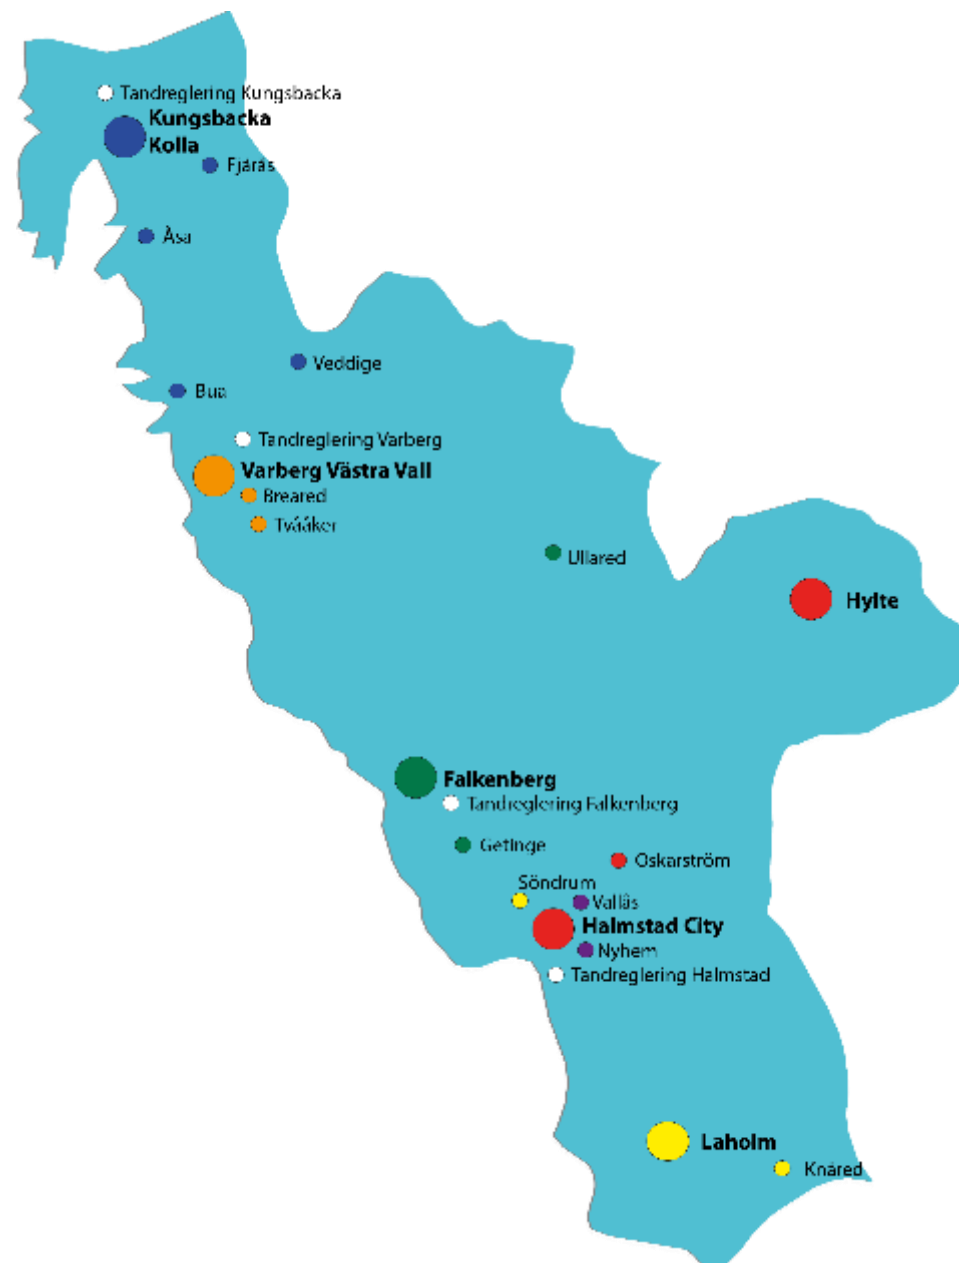 Tandreglering Kungsbacka
Kungsbacka
Kolla
Fjärås
Åsa
Veddige
Bua
Tandreglering Varberg
Varberg Västra Vall
Breared
Tvååker
Ullared
Hylte
Falkenberg
Tandreglering Falkenberg
Getinge
Oskarström
Söndrum
Vallås
Halmstad City
Nyhem
Tandreglering Halmstad
Laholm
Knäred